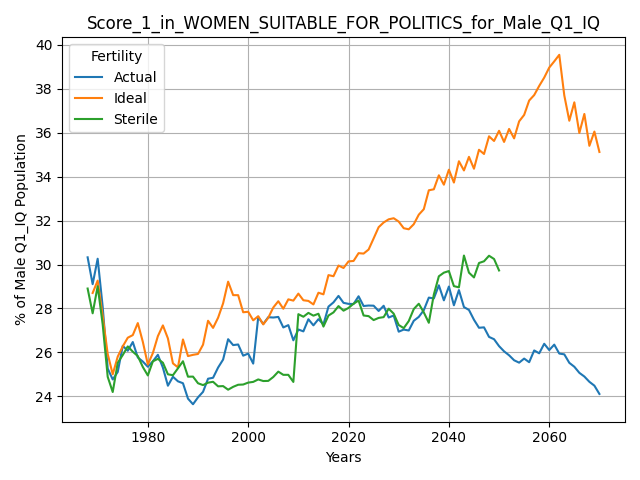 Score_1_in_WOMEN_SUITABLE_FOR_POLITICS_for_Male_Q1_IQ
Fertility
Actual
Ideal
Sterile
% of Male Q1_IQ Population
40
38
36
34
32
30
28
26
24
1980
2000
2020
2040
2060
Years